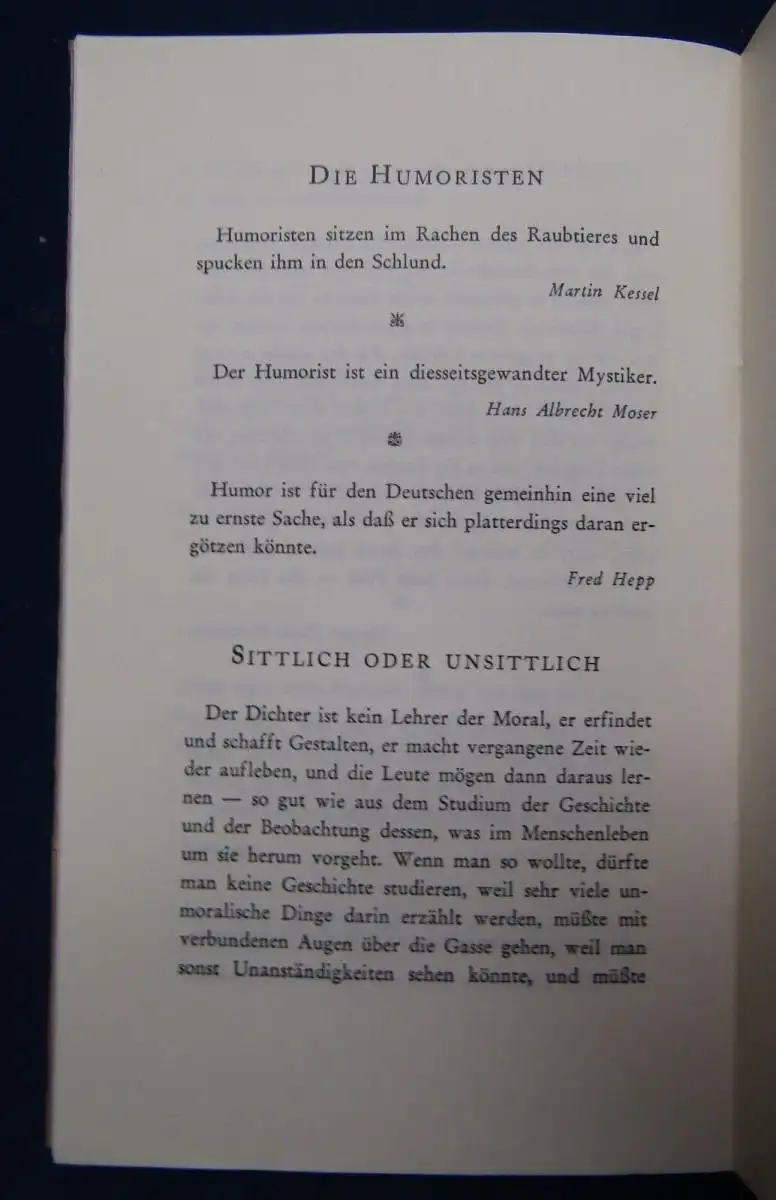 Die Humoristen
Humoristen sitzen im Rachen des Raubtieres und
spucken ihm in den Schlund.
Martin Kessel
Der Humorist ist ein diesseitsgewandter Mystiker.
Hans Albrecht Moser
Humor ist für den Deutschen gemeinhin eine viel
zu ernste Sache, als daß er sich platterdings daran er-
götzen könnte.
Fred Hepp
Sittlich oder unsittlich
Der Dichter ist kein Lehrer der Moral, er erfindet
und schafft Gestalten, er macht vergangene Zeit wie-
der aufleben, und die Leute mögen dann daraus ler-
nen — so gut wie aus dem Studium der Geschichte
und der Beobachtung dessen, was im Menschenleben
um sie herum vorgeht. Wenn man so wollte, dürfte
man keine Geschichte studieren, weil sehr viele un-
moralische Dinge darin erzählt werden, müßte mit
verbundenen Augen über die Gasse gehen, weil man
sonst Unanständigkeiten sehen könnte, und müßte